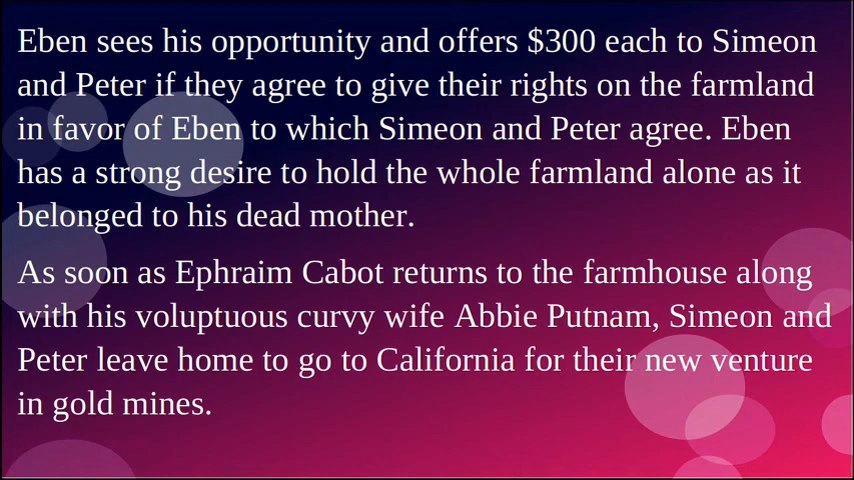 Eben sees his opportunity and offers $300 each to Simeon
and Peter if they agree to give their rights on the farmland
in favor of Eben to which Simeon and Peter agree. Eben
has a strong desire to hold the whole farmland alone as it
belonged to his dead mother.
As soon as Ephraim Cabot returns to the farmhouse along
with his voluptuous curvy wife Abbie Putnam, Simeon and
Peter leave home to go to California for their new venture
in gold mines.